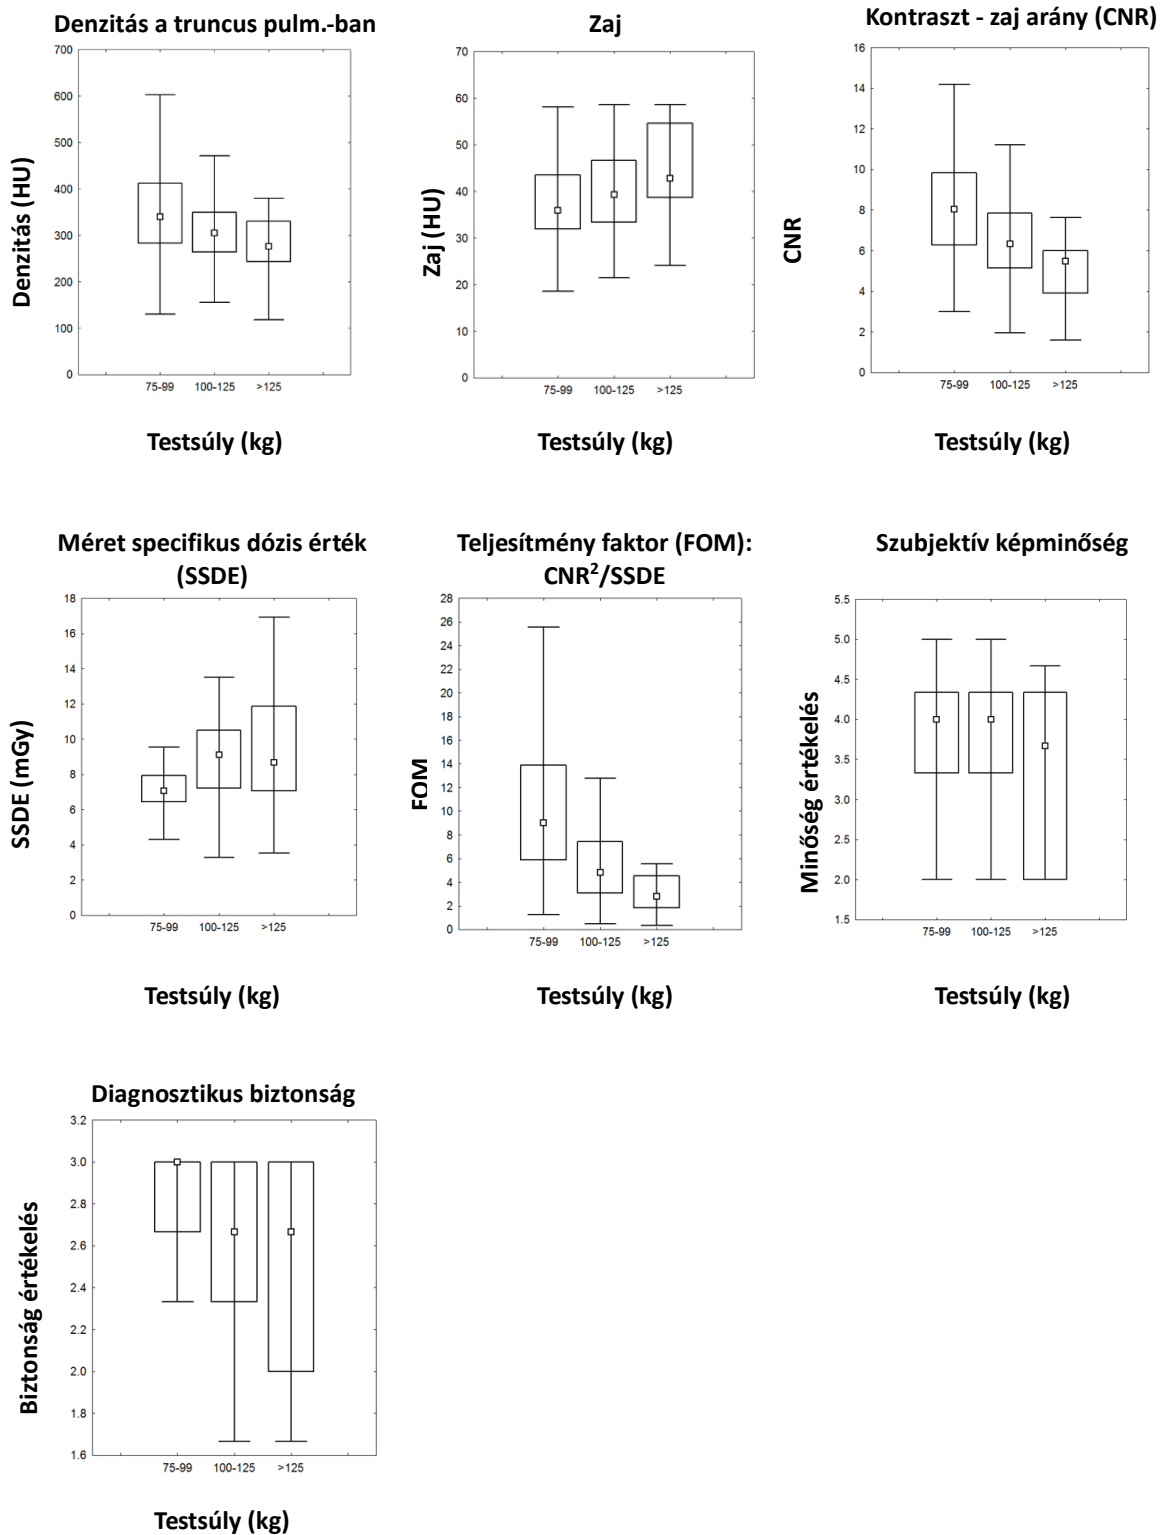 Denzitás a truncus pulm.-ban
700
600
500
400
300
200
100
0
75-99 100-125 >125
Denzitás (HU)
Testsúly (kg)
Zaj
70
60
50
40
30
20
10
0
75-99 100-125 >125
Zaj (HU)
Testsúly (kg)
Kontraszt - zaj arány (CNR)
16
14
12
10
8
6
4
2
0
75-99 100-125 >125
CNR
Testsúly (kg)
Méret specifikus dózis érték
(SSDE)
18
16
14
12
10
8
6
4
2
0
75-99 100-125 >125
SSDE (mGy)
Testsúly (kg)
Teljesítmény faktor (FOM):
CNR²/SSDE
28
26
24
22
20
18
16
14
12
10
8
6
4
2
0
75-99 100-125 >125
FOM
Testsúly (kg)
Szubjektív képminőség
5.5
5.0
4.5
4.0
3.5
3.0
2.5
2.0
1.5
75-99 100-125 >125
Minőség értékelés
Testsúly (kg)
Diagnosztikus biztonság
3.2
3.0
2.8
2.6
2.4
2.2
2.0
1.8
1.6
75-99 100-125 >125
Biztonság értékelés
Testsúly (kg)